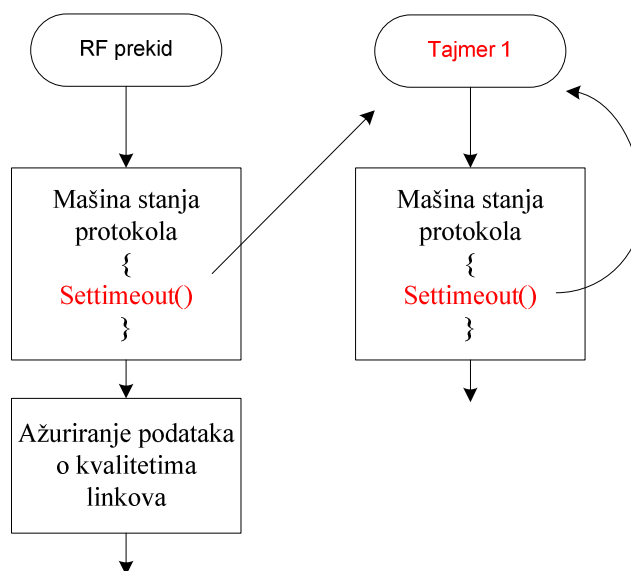 RF prekid
Mašina stanja
protokola
{
Settimeout()
}
Ažuriranje podataka
o kvalitetima
linkova
Tajmer 1
Mašina stanja
protokola
{
Settimeout()
}